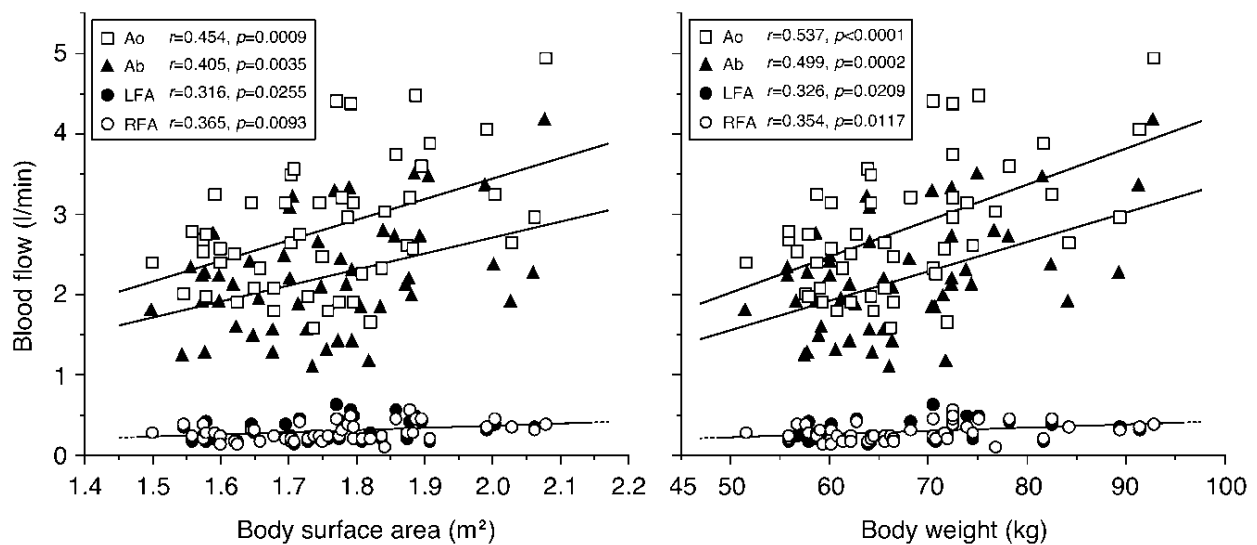 Ao r=0.454, p=0.0009
Ab r=0.405, p=0.0035
LFA r=0.316, p=0.0255
RFA r=0.365, p=0.0093
Blood flow (l/min)
5
4
3
2
1
0
1.4 1.5 1.6 1.7 1.8 1.9 2.0 2.1 2.2
Body surface area (m²)
Ao r=0.537, p<0.0001
Ab r=0.499, p=0.0002
LFA r=0.326, p=0.0209
RFA r=0.354, p=0.0117
45 50 60 70 80 90 100
Body weight (kg)